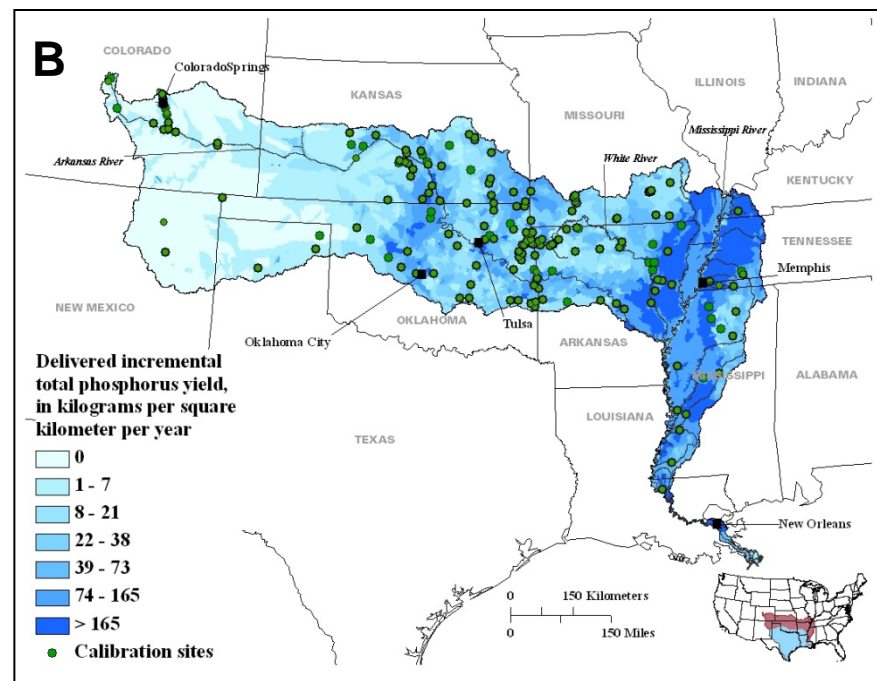 B
COLORADO
ColoradoSprings
KANSAS
ILLINOIS
INDIANA
MISSOURI
Mississippi River
Arkansas River
White River
KENTUCKY
TENNESSEE
Memphis
NEW MEXICO
OKLAHOMA
Tulsa
Oklahoma City
ARKANSAS
MISSISSIPPI
ALABAMA
LOUISIANA
TEXAS
New Orleans
Delivered incremental
total phosphorus yield,
in kilograms per square
kilometer per year
0
1 - 7
8 - 21
22 - 38
39 - 73
74 - 165
> 165
Calibration sites
0 150 Kilometers
0 150 Miles